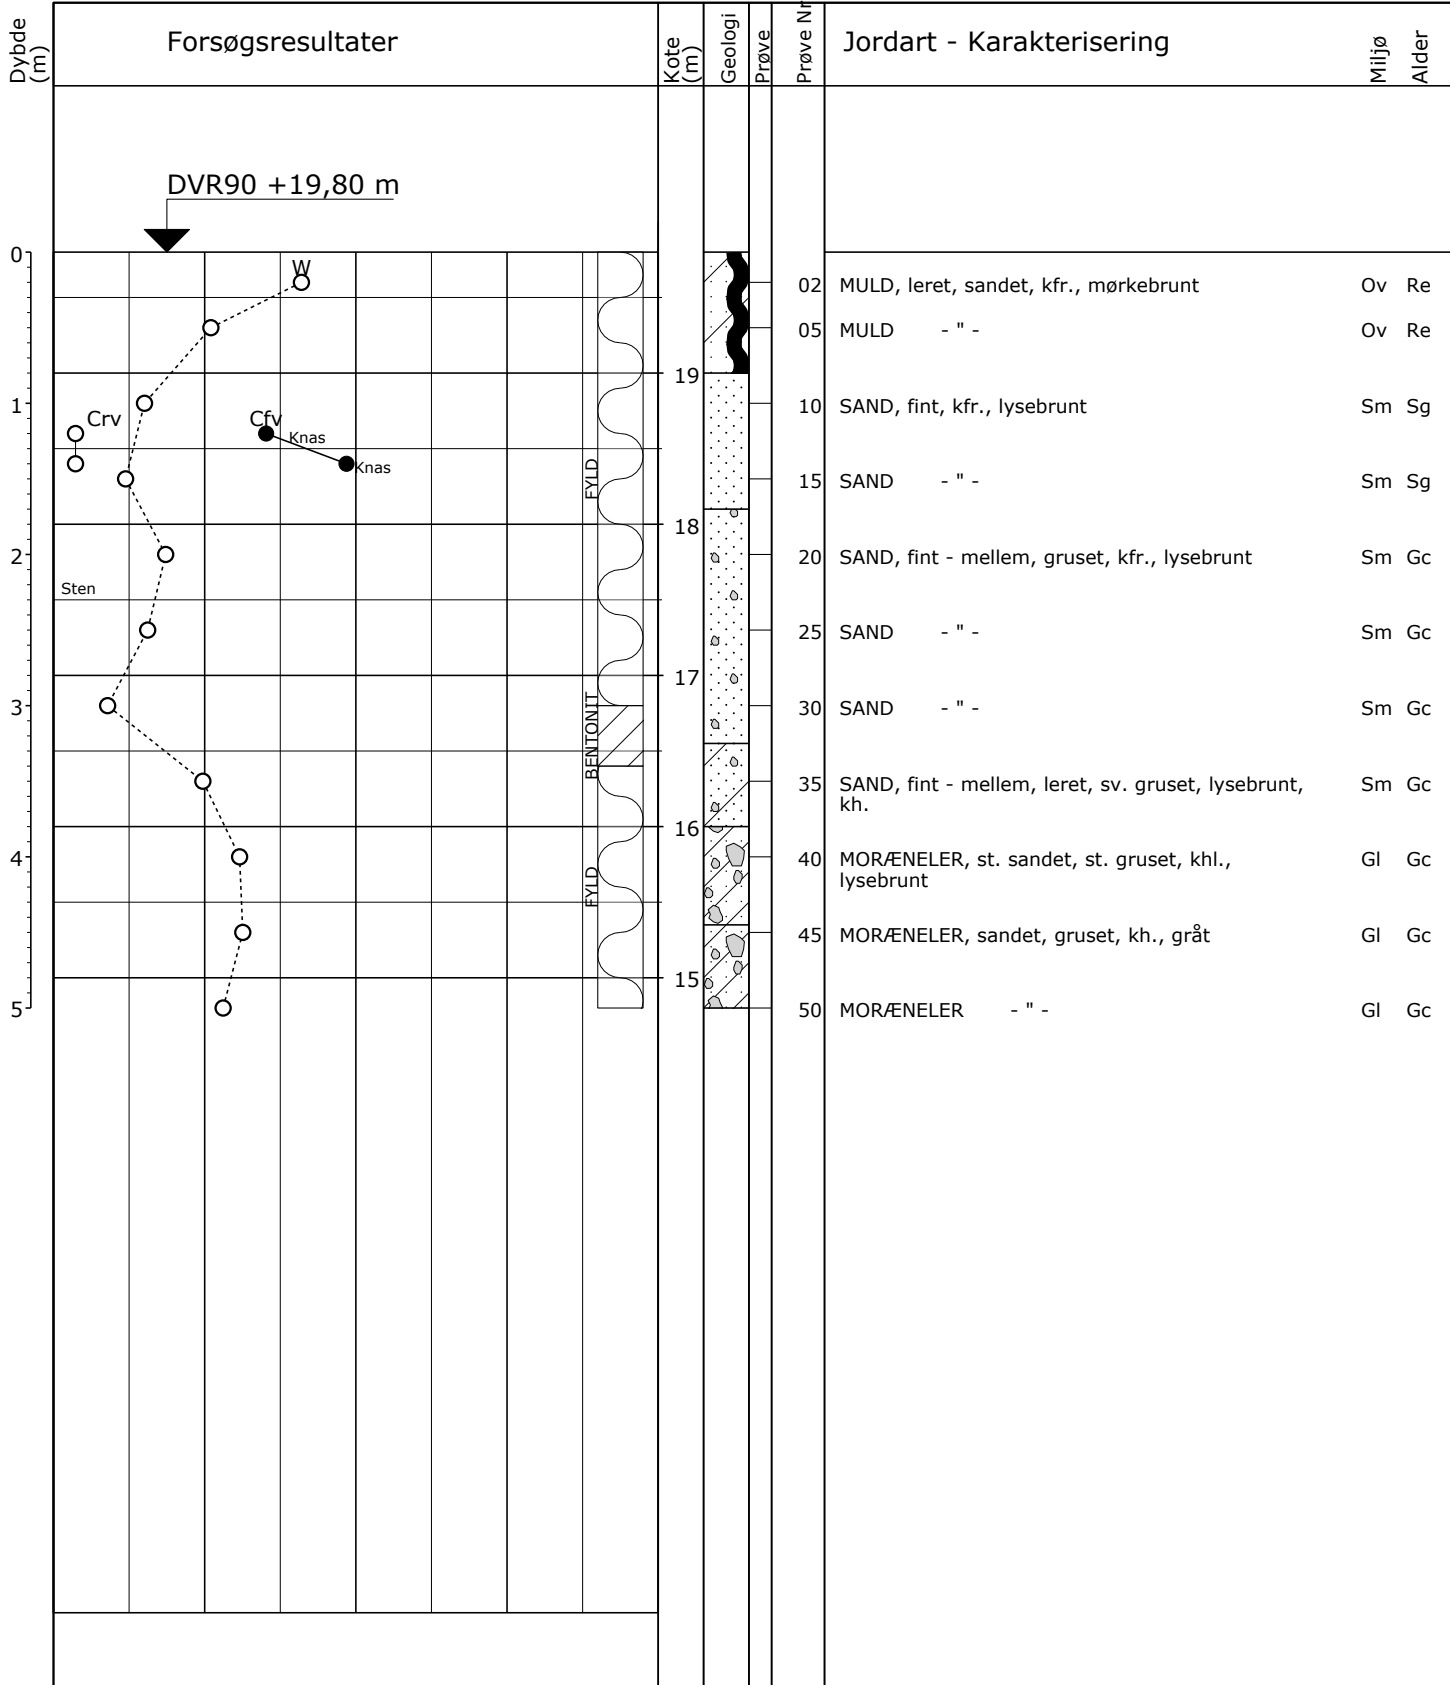 Dybde (m)
Forsøgsresultater
Kote (m)
Geologi
Prøve
Prøve Nr
Jordart - Karakterisering
Miljø
Alder
DVR90 +19,80 m
0
W
02 MULD, leret, sandet, kfr., mørkebrunt Ov Re
05 MULD - " - Ov Re
19
1
10 SAND, fint, kfr., lysebrunt Sm Sg
Crv
Cfv
Knas
Knas
FYLD
15 SAND - " - Sm Sg
18
2
20 SAND, fint - mellem, gruset, kfr., lysebrunt Sm Gc
Sten
25 SAND - " - Sm Gc
17
3
30 SAND - " - Sm Gc
BENTONIT
35 SAND, fint - mellem, leret, sv. gruset, lysebrunt, Sm Gc
kh.
16
4
40 MORÆNELER, st. sandet, st. gruset, khl., Gl Gc
lysebrunt
FYLD
45 MORÆNELER, sandet, gruset, kh., gråt Gl Gc
15
5
50 MORÆNELER - " - Gl Gc